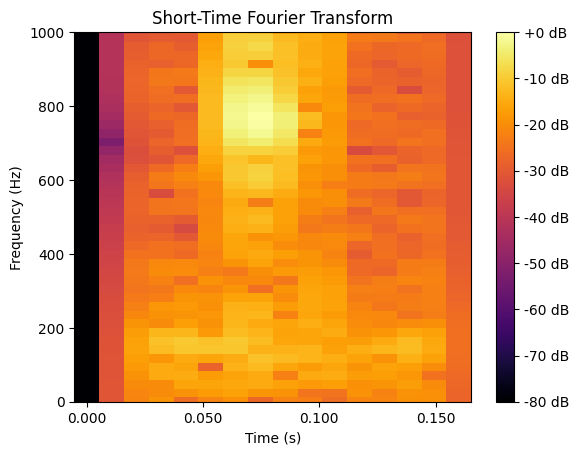 Short-Time Fourier Transform
1000
800
600
400
200
0
Frequency (Hz)
0.000
0.050
0.100
0.150
Time (s)
+0 dB
-10 dB
-20 dB
-30 dB
-40 dB
-50 dB
-60 dB
-70 dB
-80 dB